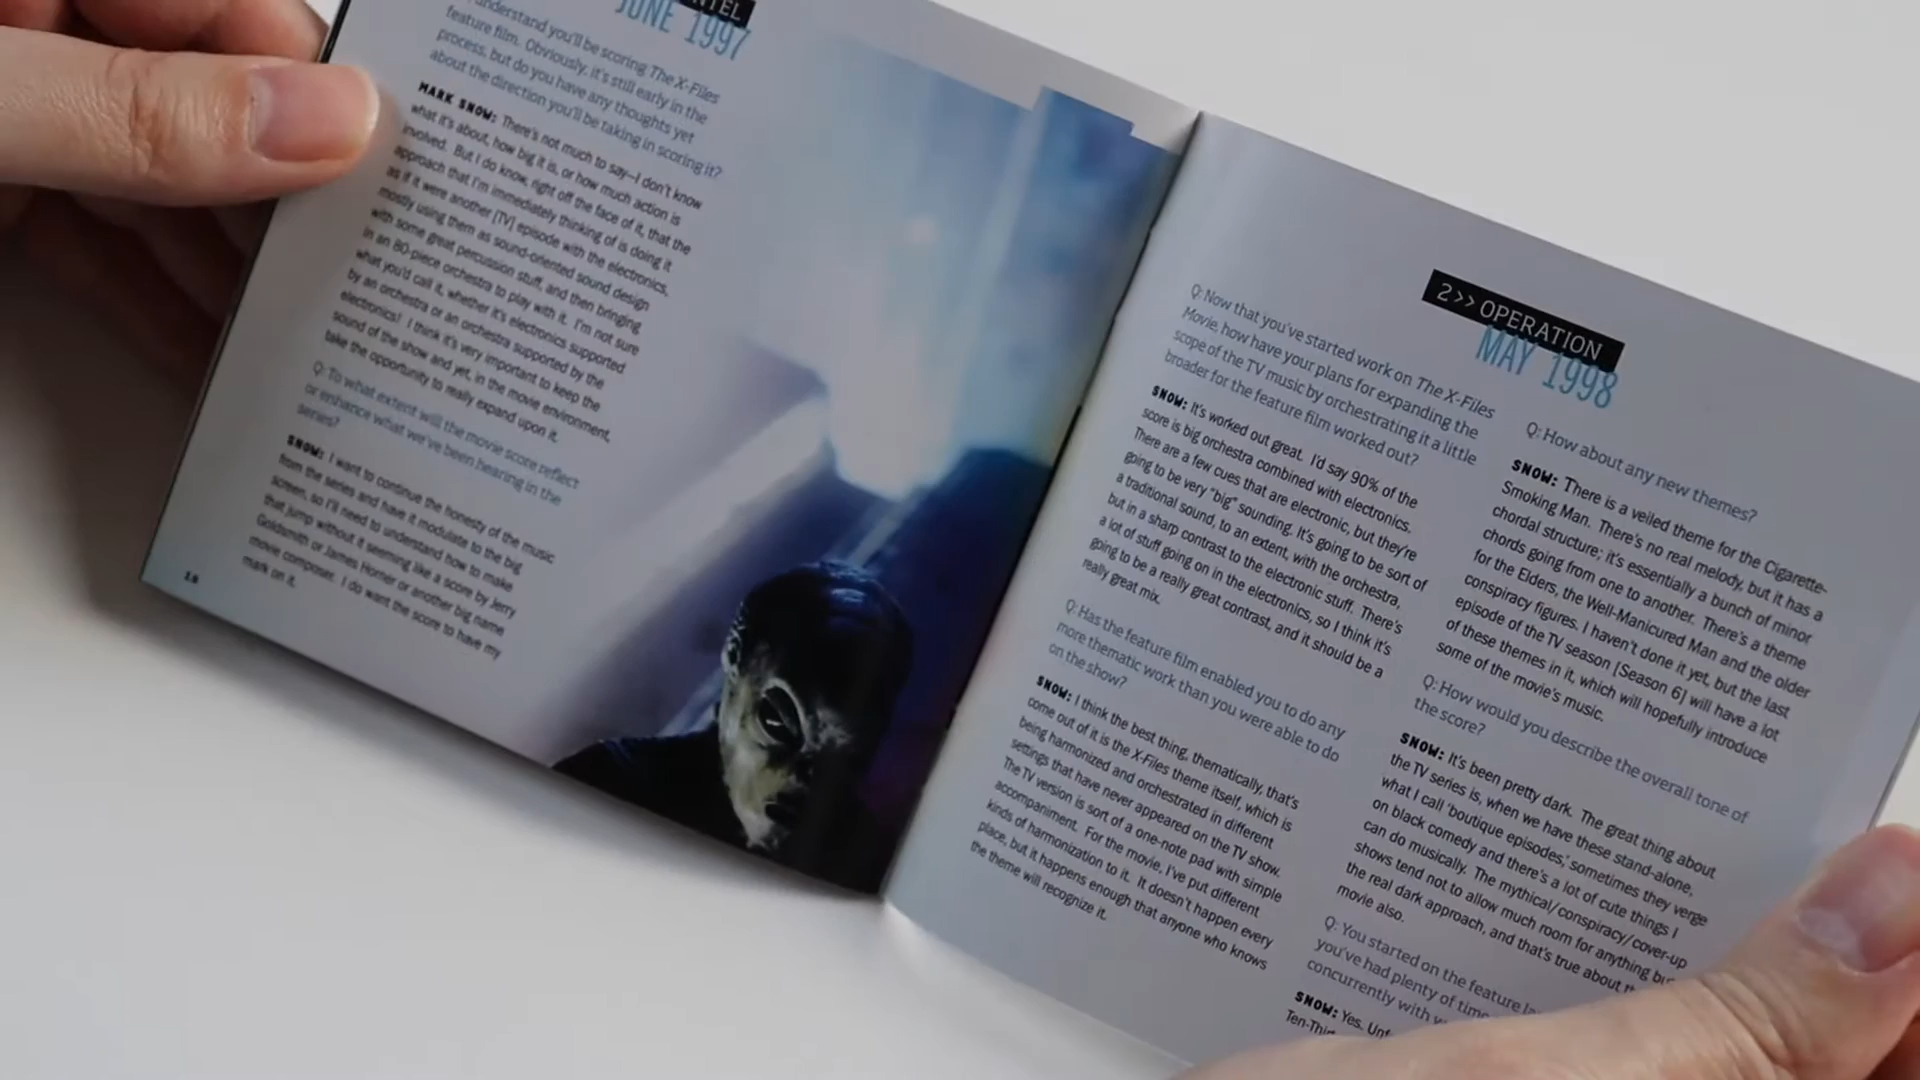 NTEL
JUNE 1997
understand you'll be scoring The X-Files
feature film. Obviously, it's still early in the
process, but do you have any thoughts yet
about the direction you'll be taking in scoring it?
MARK SNOW: There's not much to say—I don't know
what it's about, how big it is, or how much action is
involved. But I do know, right off the face of it, that the
approach that I'm immediately thinking of is doing it
as if it were another [TV] episode with the electronics,
mostly using them as sound-oriented sound design
with some great percussion stuff, and then bringing
in an 80-piece orchestra to play with it. I'm not sure
what you'd call it, whether it's electronics supported
by an orchestra or an orchestra supported by the
electronics! I think it's very important to keep the
sound of the show and yet, in the movie environment,
take the opportunity to really expand upon it.
Q: To what extent will the movie score reflect
or enhance what we've been hearing in the
series?
SNOW: I want to continue the honesty of the music
from the series and have it modulate to the big
screen, so I'll need to understand how to make
that jump without it seeming like a score by Jerry
Goldsmith or James Horner or another big name
movie composer. I do want the score to have my
mark on it.
2>> OPERATION
MAY 1998
Q: Now that you've started work on The X-Files
Movie, how have your plans for expanding the
scope of the TV music by orchestrating it a little
broader for the feature film worked out?
SNOW: It's worked out great. I'd say 90% of the
score is big orchestra combined with electronics.
There are a few cues that are electronic, but they're
going to be very "big" sounding. It's going to be sort of
a traditional sound, to an extent, with the orchestra,
but in a sharp contrast to the electronic stuff. There's
a lot of stuff going on in the electronics, so I think it's
going to be a really great contrast, and it should be a
really great mix.
Q: Has the feature film enabled you to do any
more thematic work than you were able to do
on the show?
SNOW: I think the best thing, thematically, that's
come out of it is the X-Files theme itself, which is
being harmonized and orchestrated in different
settings that have never appeared on the TV show.
The TV version is sort of a one-note pad with simple
accompaniment. For the movie, I've put different
kinds of harmonization to it. It doesn't happen every
place, but it happens enough that anyone who knows
the theme will recognize it.
Q: How about any new themes?
SNOW: There is a veiled theme for the Cigarette-
Smoking Man. There's no real melody, but it has a
chordal structure; it's essentially a bunch of minor
chords going from one to another. There's a theme
for the Elders, the Well-Manicured Man and the older
conspiracy figures. I haven't done it yet, but the last
episode of the TV season [Season 6] will have a lot
of these themes in it, which will hopefully introduce
some of the movie's music.
Q: How would you describe the overall tone of
the score?
SNOW: It's been pretty dark. The great thing about
the TV series is, when we have these stand-alone,
what I call 'boutique episodes,' sometimes they verge
on black comedy and there's a lot of cute things I
can do musically. The mythical/conspiracy/cover-up
shows tend not to allow much room for anything but
the real dark approach, and that's true about the
movie also.
Q: You started on the feature
you've had plenty of time
concurrently with
SNOW: Yes.